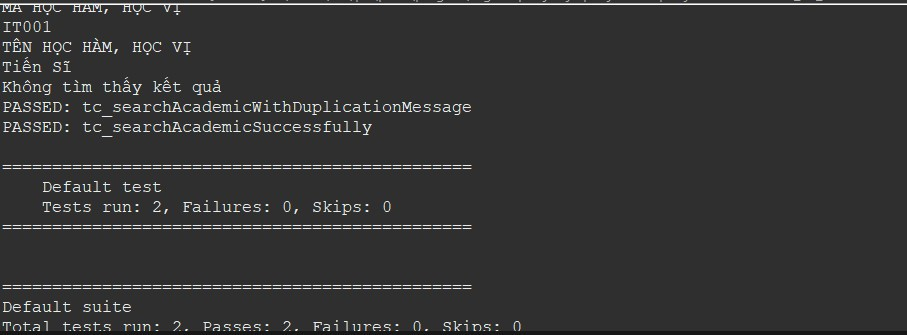 MÃ HỌC HÀM, HỌC VỊ
IT001
TÊN HỌC HÀM, HỌC VỊ
Tiến Sĩ
Không tìm thấy kết quả
PASSED: tc_searchAcademicWithDuplicationMessage
PASSED: tc_searchAcademicSuccessfully
===============================================
Default test
Tests run: 2, Failures: 0, Skips: 0
===============================================
===============================================
Default suite
Total tests run: 2, Passes: 2, Failures: 0, Skips: 0